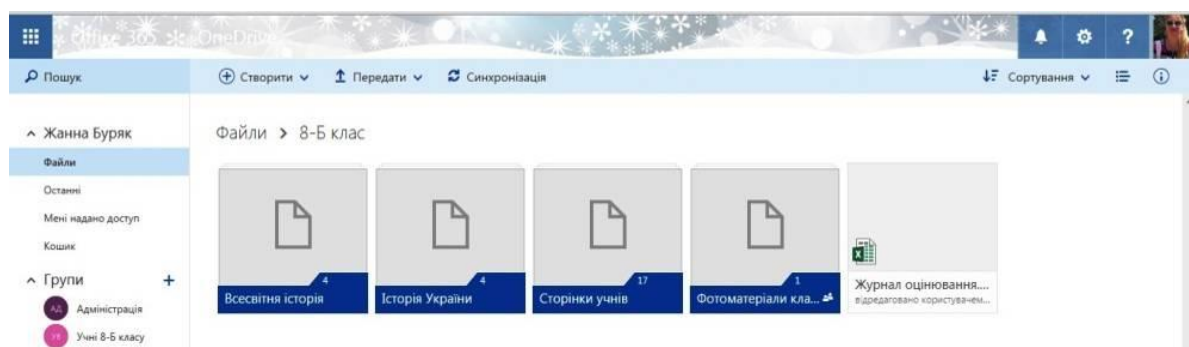 Office 365 OneDrive
?
Пошук
Створити
Передати
Синхронізація
Сортування
Жанна Буряк
Файли
Останні
Мені надано доступ
Кошик
Групи +
АД Адміністрація
Учні 8-Б класу
Файли > 8-Б клас
4
Всесвітня історія
4
Історія України
17
Сторінки учнів
1
Фотоматеріали кла...
Журнал оцінювання....
відредаговано користувачем...